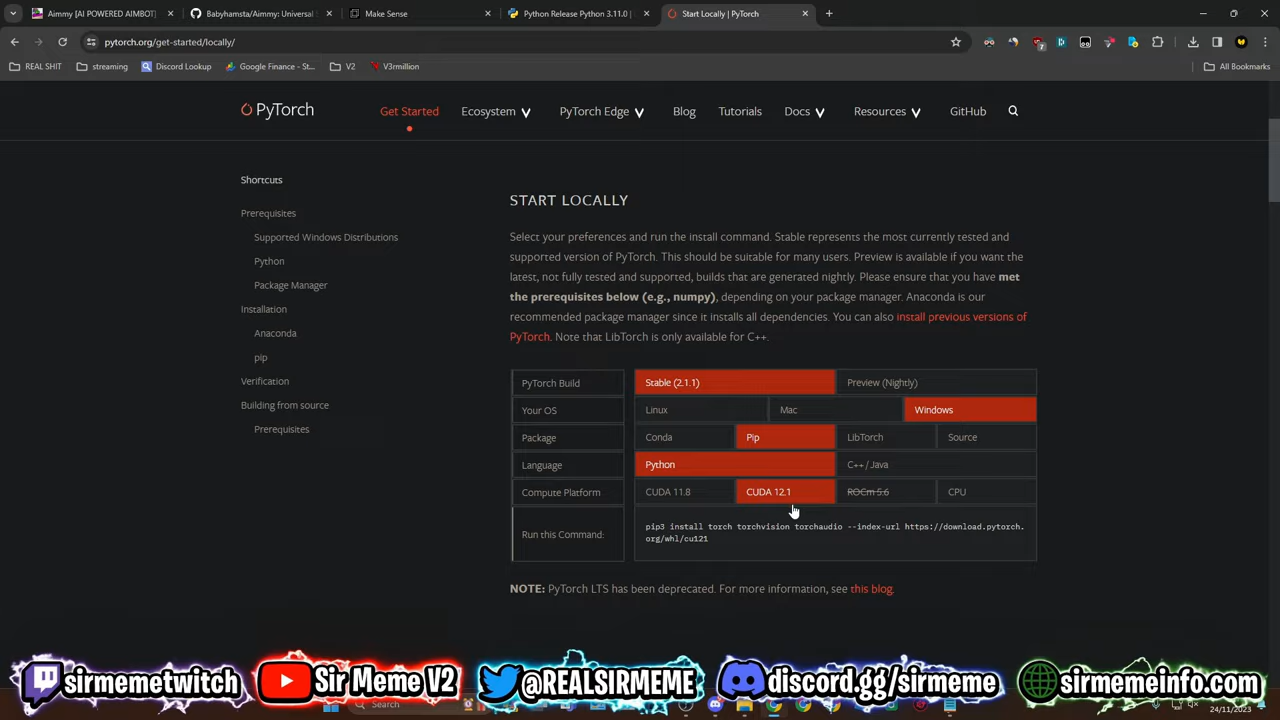 Aimmy [AI POWERED AIMBOT]
Babyhamsta/Aimmy: Universal S
Make Sense
Python Release Python 3.11.0 |
Start Locally | PyTorch
pytorch.org/get-started/locally/
7
REAL SHIT
streaming
Discord Lookup
Google Finance - St...
V2
V3million
All Bookmarks
PyTorch
Get Started
Ecosystem
PyTorch Edge
Blog
Tutorials
Docs
Resources
GitHub
Shortcuts
Prerequisites
Supported Windows Distributions
Python
Package Manager
Installation
Anaconda
pip
Verification
Building from source
Prerequisites
START LOCALLY
Select your preferences and run the install command. Stable represents the most currently tested and
supported version of PyTorch. This should be suitable for many users. Preview is available if you want the
latest, not fully tested and supported, builds that are generated nightly. Please ensure that you have met
the prerequisites below (e.g., numpy), depending on your package manager. Anaconda is our
recommended package manager since it installs all dependencies. You can also install previous versions of
PyTorch. Note that LibTorch is only available for C++.
PyTorch Build
Stable (2.1.1)
Preview (Nightly)
Your OS
Linux
Mac
Windows
Package
Conda
Pip
LibTorch
Source
Language
Python
C++ / Java
Compute Platform
CUDA 11.8
CUDA 12.1
ROCm 5.6
CPU
Run this Command:
pip3 install torch torchvision torchaudio --index-url https://download.pytorch.
org/whl/cu121
NOTE: PyTorch LTS has been deprecated. For more information, see this blog.
sirmemetwitch
Sir Meme V2
@REALSIRMEME
discord.gg/sirmeme
sirmemeinfo.com
Search
24/11/2023